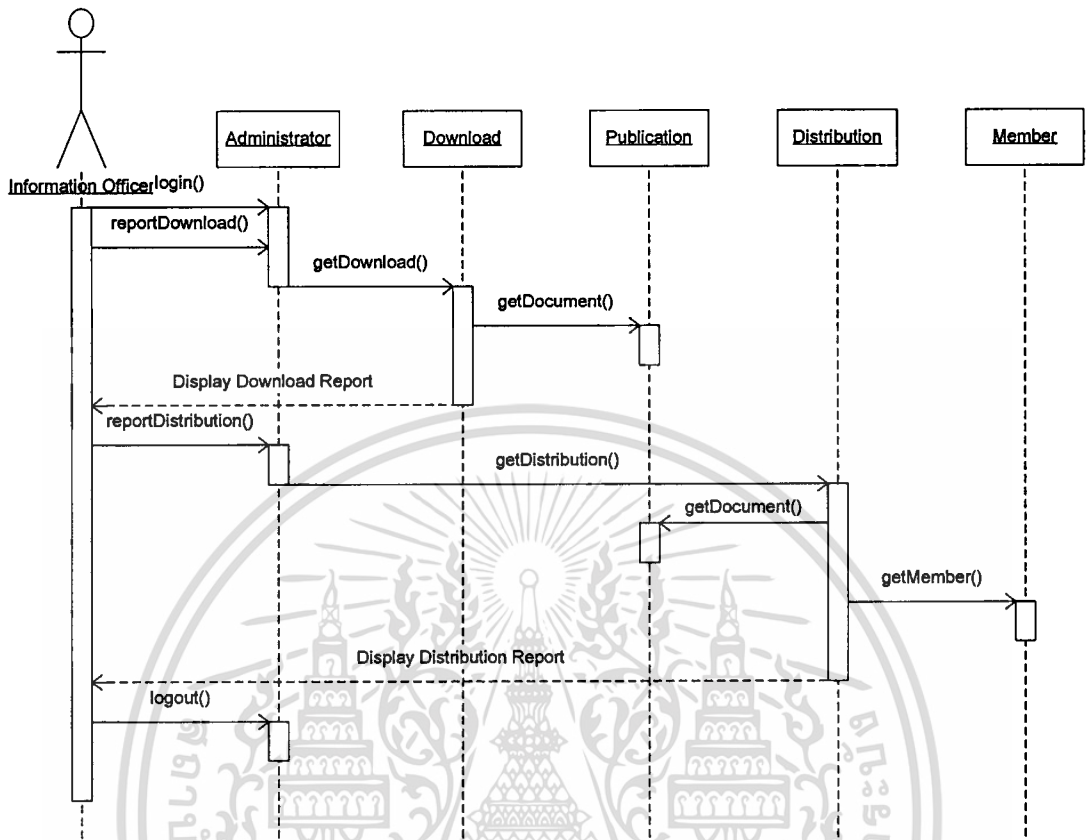 Administrator
Download
Publication
Distribution
Member
Information Officer
login()
reportDownload()
getDownload()
getDocument()
Display Download Report
reportDistribution()
getDistribution()
getDocument()
getMember()
Display Distribution Report
logout()